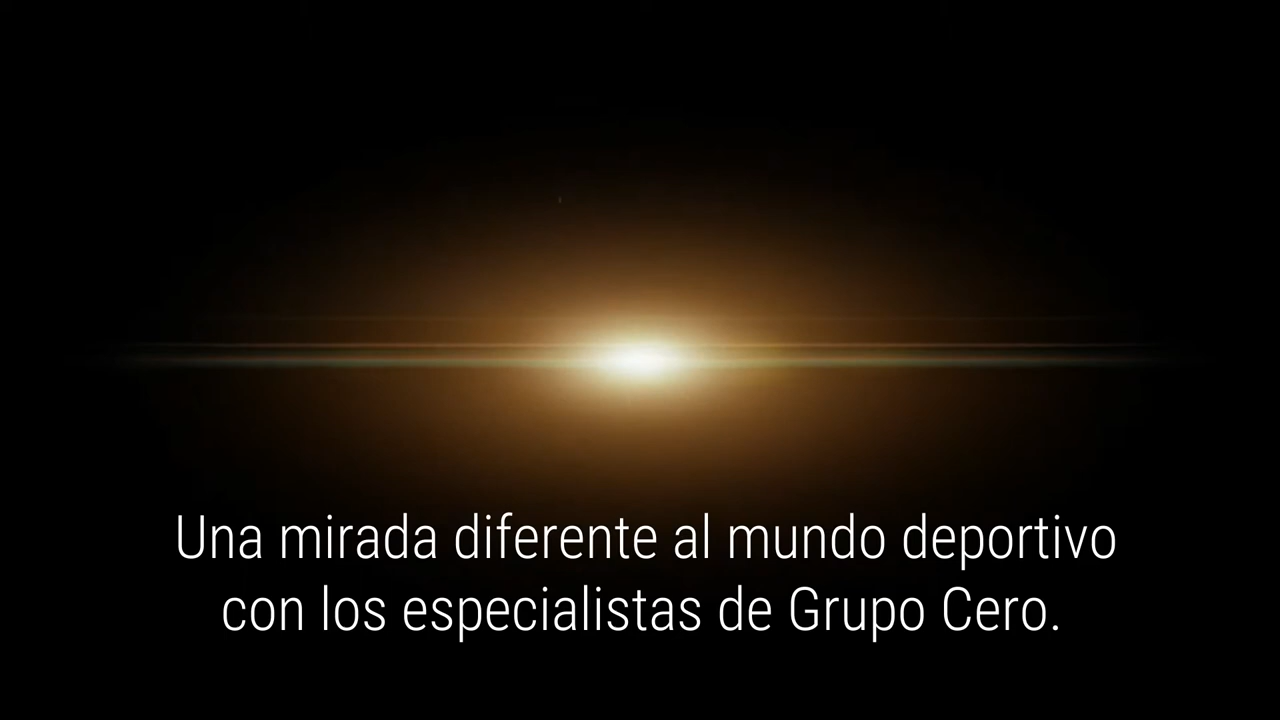 Una mirada diferente al mundo deportivo
con los especialistas de Grupo Cero.